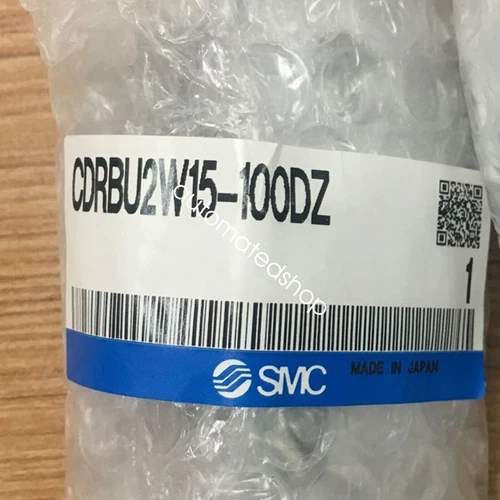 CDRBU2W15-100DZ
automatedshop
1
SMC
MADE IN JAPAN